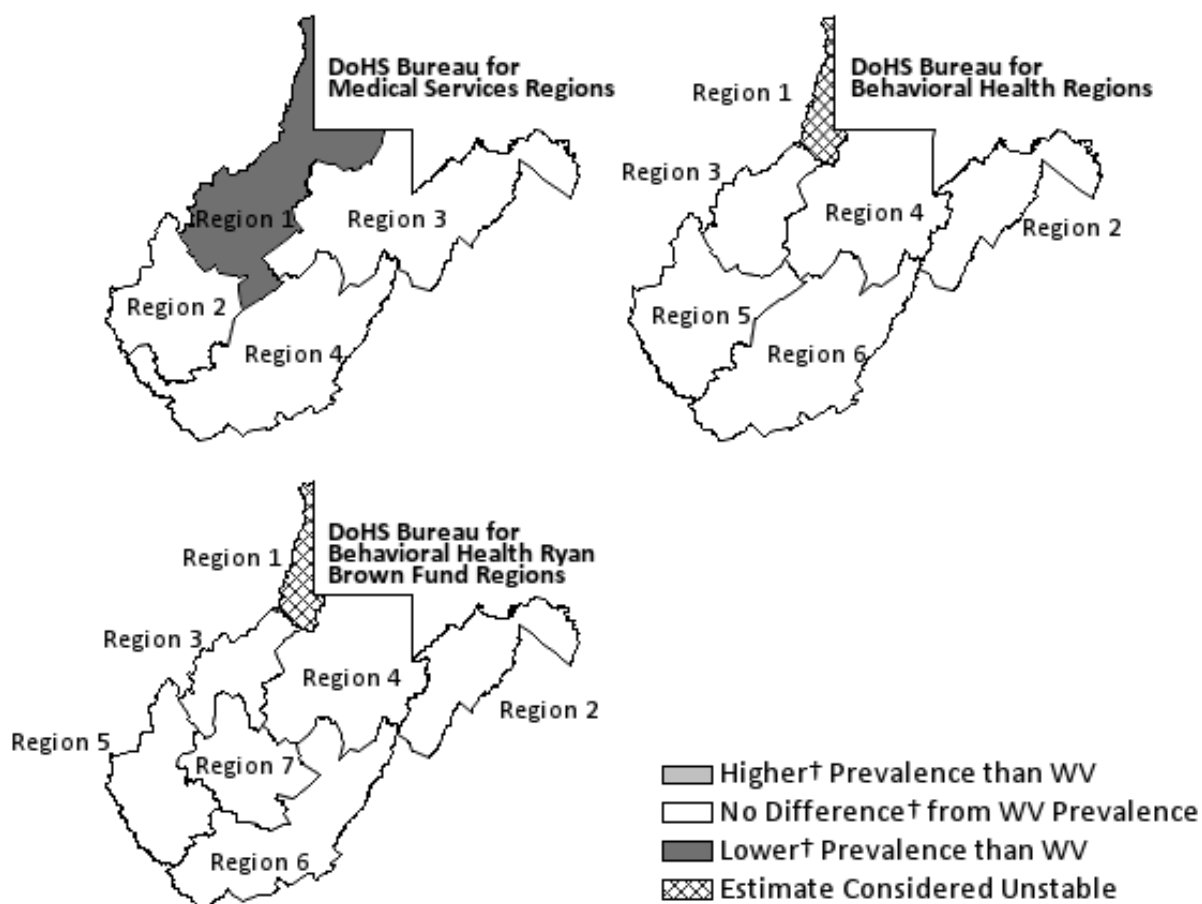 DoHS Bureau for
Medical Services Regions
Region 1
Region 3
Region 2
Region 4
DoHS Bureau for
Behavioral Health Regions
Region 1
Region 3
Region 4
Region 2
Region 5
Region 6
DoHS Bureau for
Behavioral Health Ryan
Brown Fund Regions
Region 1
Region 3
Region 4
Region 2
Region 5
Region 7
Region 6
Higher† Prevalence than WV
No Difference† from WV Prevalence
Lower† Prevalence than WV
Estimate Considered Unstable